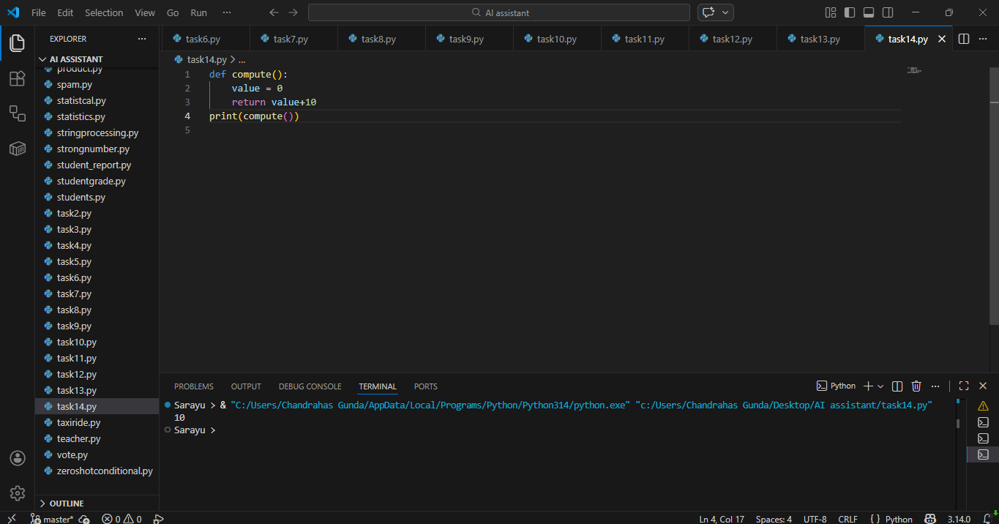 File Edit Selection View Go Run ··· AI assistant
EXPLORER ···
AI ASSISTANT
product.py
spam.py
statistcal.py
statistics.py
stringprocessing.py
strongnumber.py
student_report.py
studentgrade.py
students.py
task2.py
task3.py
task4.py
task5.py
task6.py
task7.py
task8.py
task9.py
task10.py
task11.py
task12.py
task13.py
task14.py
taxiride.py
teacher.py
vote.py
zeroshotconditional.py
OUTLINE
task6.py task7.py task8.py task9.py task10.py task11.py task12.py task13.py task14.py
task14.py > ...
1 def compute():
2 value = 0
3 return value+10
4 print(compute())
5
PROBLEMS OUTPUT DEBUG CONSOLE TERMINAL PORTS Python
Sarayu > & "C:/Users/Chandrahas Gunda/AppData/Local/Programs/Python/Python314/python.exe" "c:/Users/Chandrahas Gunda/Desktop/AI assistant/task14.py"
10
Sarayu >
master* 0 0 Ln 4, Col 17 Spaces: 4 UTF-8 CRLF { } Python 3.14.0